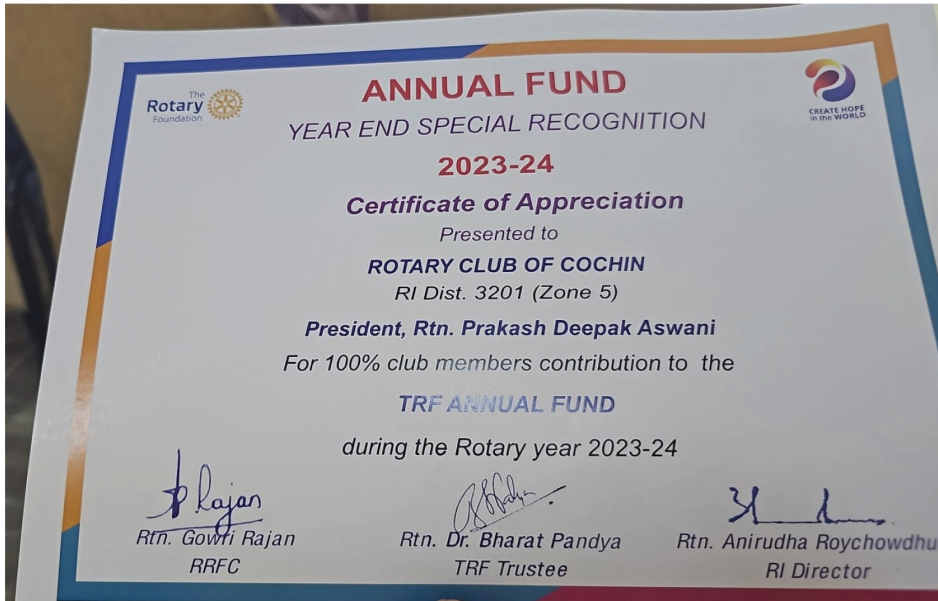 The
Rotary
Foundation
ANNUAL FUND
CREATE HOPE
in the WORLD
YEAR END SPECIAL RECOGNITION
2023-24
Certificate of Appreciation
Presented to
ROTARY CLUB OF COCHIN
RI Dist. 3201 (Zone 5)
President, Rtn. Prakash Deepak Aswani
For 100% club members contribution to the
TRF ANNUAL FUND
during the Rotary year 2023-24
Rajan
Rtn. Gowri Rajan
RRFC
Rtn. Dr. Bharat Pandya
TRF Trustee
Rtn. Anirudha Roychowdhu
RI Director